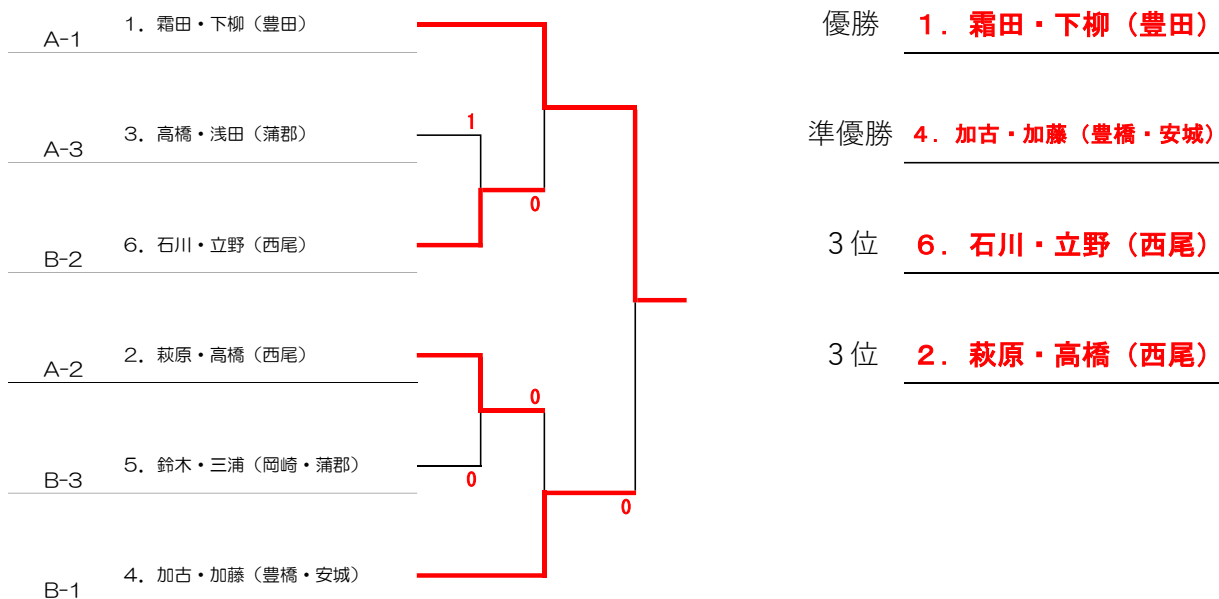 A-1 1. 霜田・下柳（豊田）
A-3 3. 高橋・浅田（蒲郡） 1
0
B-2 6. 石川・立野（西尾）
A-2 2. 萩原・高橋（西尾）
0
B-3 5. 鈴木・三浦（岡崎・蒲郡） 0
0
B-1 4. 加古・加藤（豊橋・安城）
優勝 1. 霜田・下柳（豊田）
準優勝 4. 加古・加藤（豊橋・安城）
3位 6. 石川・立野（西尾）
3位 2. 萩原・高橋（西尾）